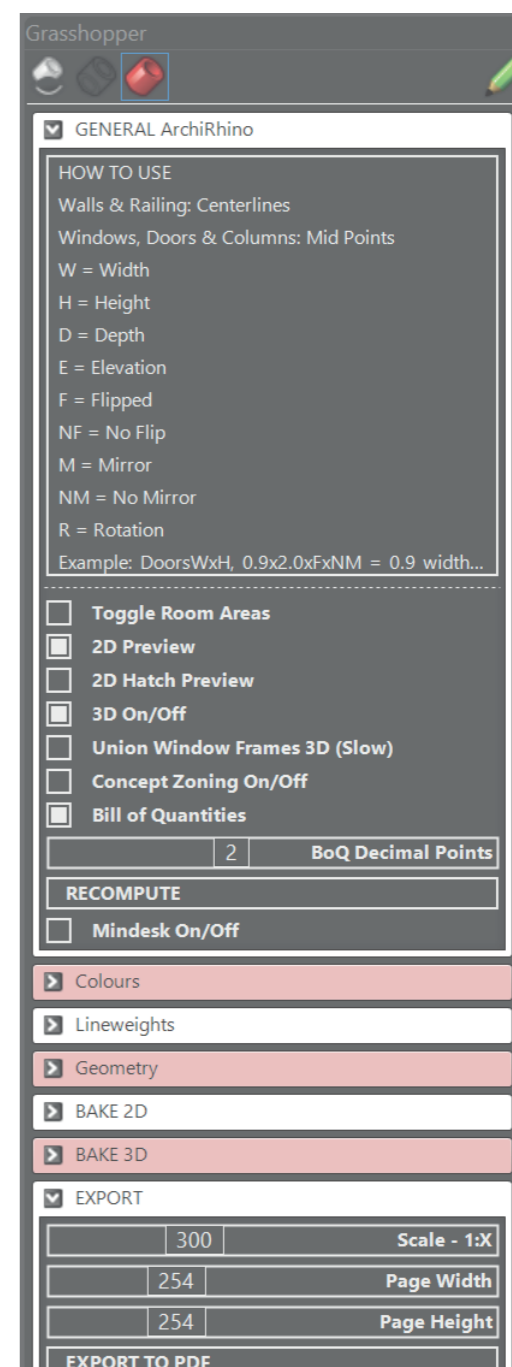 Grasshopper
GENERAL ArchiRhino
HOW TO USE
Walls & Railing: Centerlines
Windows, Doors & Columns: Mid Points
W = Width
H = Height
D = Depth
E = Elevation
F = Flipped
NF = No Flip
M = Mirror
NM = No Mirror
R = Rotation
Example: DoorsWxH, 0.9x2.0xFxNM = 0.9 width...
Toggle Room Areas
2D Preview
2D Hatch Preview
3D On/Off
Union Window Frames 3D (Slow)
Concept Zoning On/Off
Bill of Quantities
2 BoQ Decimal Points
RECOMPUTE
Mindesk On/Off
Colours
Lineweights
Geometry
BAKE 2D
BAKE 3D
EXPORT
300 Scale - 1:X
254 Page Width
254 Page Height
EXPORT TO PDF